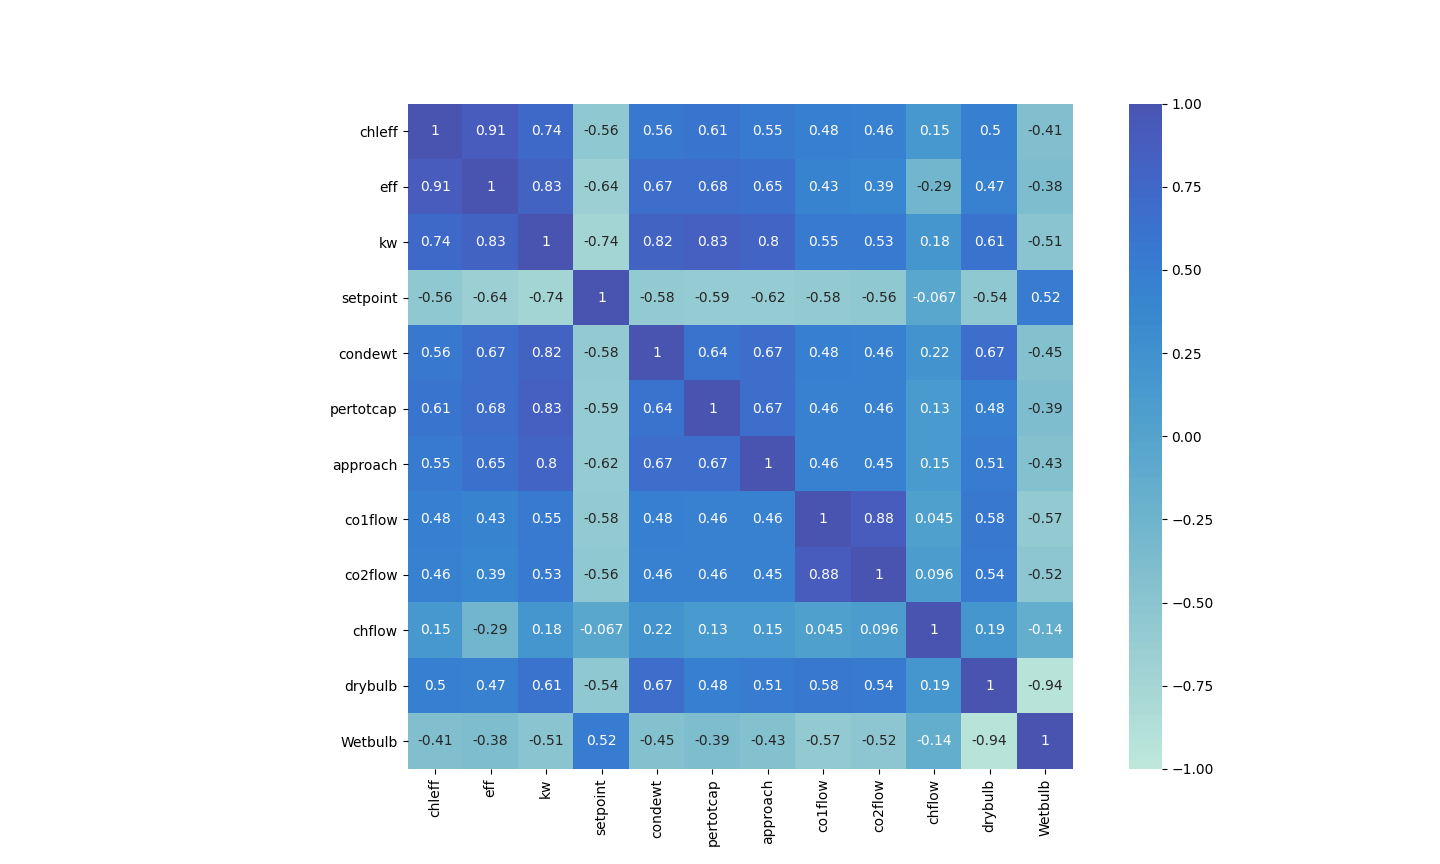 chleff 1 0.91 0.74 -0.56 0.56 0.61 0.55 0.48 0.46 0.15 0.5 -0.41
eff 0.91 1 0.83 -0.64 0.67 0.68 0.65 0.43 0.39 -0.29 0.47 -0.38
kw 0.74 0.83 1 -0.74 0.82 0.83 0.8 0.55 0.53 0.18 0.61 -0.51
setpoint -0.56 -0.64 -0.74 1 -0.58 -0.59 -0.62 -0.58 -0.56 -0.067 -0.54 0.52
condewt 0.56 0.67 0.82 -0.58 1 0.64 0.67 0.48 0.46 0.22 0.67 -0.45
pertotcap 0.61 0.68 0.83 -0.59 0.64 1 0.67 0.46 0.46 0.13 0.48 -0.39
approach 0.55 0.65 0.8 -0.62 0.67 0.67 1 0.46 0.45 0.15 0.51 -0.43
co1flow 0.48 0.43 0.55 -0.58 0.48 0.46 0.46 1 0.88 0.045 0.58 -0.57
co2flow 0.46 0.39 0.53 -0.56 0.46 0.46 0.45 0.88 1 0.096 0.54 -0.52
chflow 0.15 -0.29 0.18 -0.067 0.22 0.13 0.15 0.045 0.096 1 0.19 -0.14
drybulb 0.5 0.47 0.61 -0.54 0.67 0.48 0.51 0.58 0.54 0.19 1 -0.94
Wetbulb -0.41 -0.38 -0.51 0.52 -0.45 -0.39 -0.43 -0.57 -0.52 -0.14 -0.94 1
chleff eff kw setpoint condewt pertotcap approach co1flow co2flow chflow drybulb Wetbulb
1.00
0.75
0.50
0.25
0.00
−0.25
−0.50
−0.75
−1.00